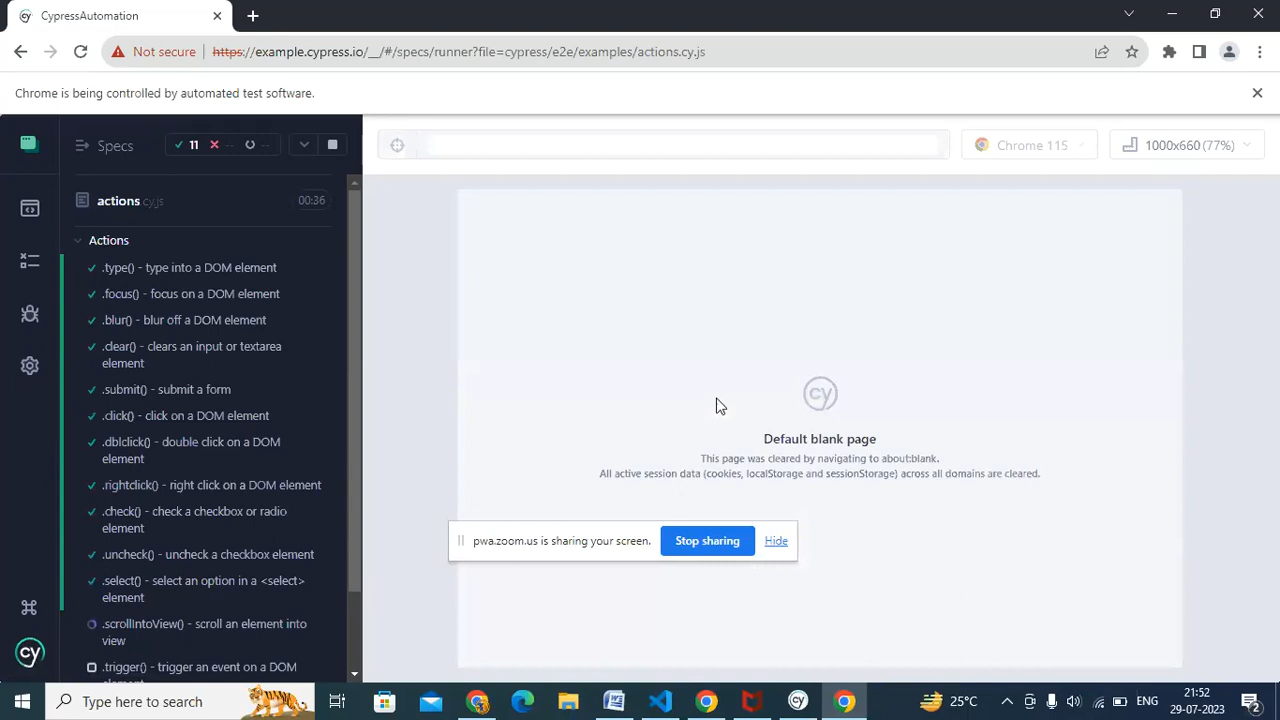 CypressAutomation
Not secure https://example.cypress.io/__/#/specs/runner?file=cypress/e2e/examples/actions.cy.js
Chrome is being controlled by automated test software.
Specs 11 -- --
Chrome 115
1000x660 (77%)
actions.cy.js 00:36
Actions
.type() - type into a DOM element
.focus() - focus on a DOM element
.blur() - blur off a DOM element
.clear() - clears an input or textarea
element
.submit() - submit a form
.click() - click on a DOM element
.dblclick() - double click on a DOM
element
.rightclick() - right click on a DOM element
.check() - check a checkbox or radio
element
.uncheck() - uncheck a checkbox element
.select() - select an option in a <select>
element
.scrollIntoView() - scroll an element into
view
.trigger() - trigger an event on a DOM
cy
cy
Default blank page
This page was cleared by navigating to about:blank.
All active session data (cookies, localStorage and sessionStorage) across all domains are cleared.
pwa.zoom.us is sharing your screen. Stop sharing Hide
Type here to search
25°C
ENG
21:52
29-07-2023
2